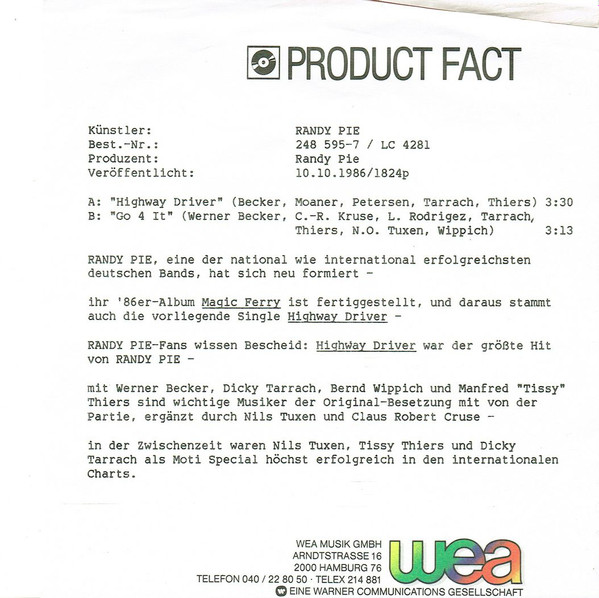 PRODUCT FACT
Künstler: RANDY PIE
Best.-Nr.: 248 595-7 / LC 4281
Produzent: Randy Pie
Veröffentlicht: 10.10.1986/1824p
A: "Highway Driver" (Becker, Moaner, Petersen, Tarrach, Thiers) 3:30
B: "Go 4 It" (Werner Becker, C.-R. Kruse, L. Rodrigez, Tarrach,
Thiers, N.O. Tuxen, Wippich) 3:13
RANDY PIE, eine der national wie international erfolgreichsten
deutschen Bands, hat sich neu formiert -
ihr '86er-Album Magic Ferry ist fertiggestellt, und daraus stammt
auch die vorliegende Single Highway Driver -
RANDY PIE-Fans wissen Bescheid: Highway Driver war der größte Hit
von RANDY PIE -
mit Werner Becker, Dicky Tarrach, Bernd Wippich und Manfred "Tissy"
Thiers sind wichtige Musiker der Original-Besetzung mit von der
Partie, ergänzt durch Nils Tuxen und Claus Robert Cruse -
in der Zwischenzeit waren Nils Tuxen, Tissy Thiers und Dicky
Tarrach als Moti Special höchst erfolgreich in den internationalen
Charts.
WEA MUSIK GMBH
ARNDTSTRASSE 16
2000 HAMBURG 76
TELEFON 040 / 22 80 50 · TELEX 214 881
wea
EINE WARNER COMMUNICATIONS GESELLSCHAFT